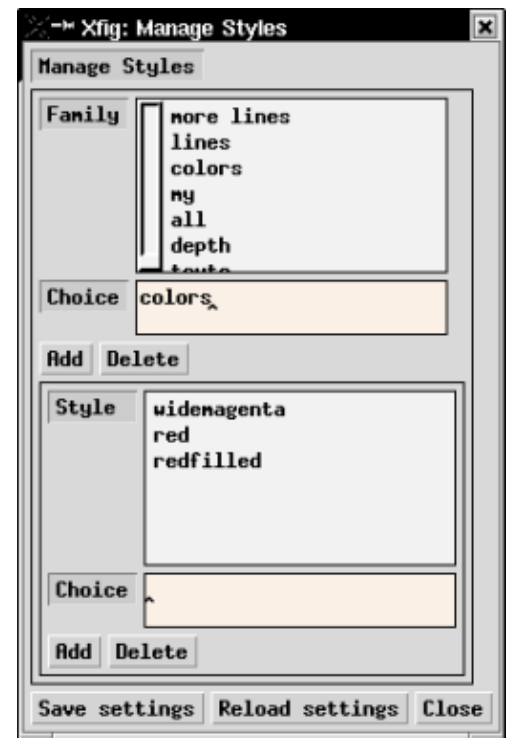 Xfig: Manage Styles
Manage Styles
Family
more lines
lines
colors
my
all
depth
Choice
colors
Add
Delete
Style
widemagenta
red
redfilled
Choice
Add
Delete
Save settings
Reload settings
Close